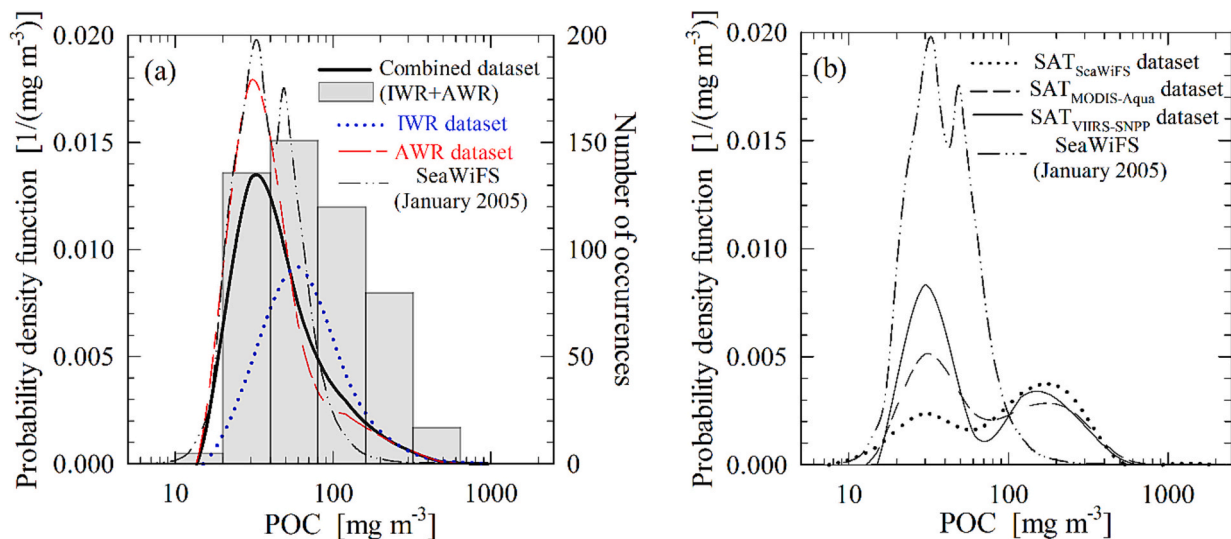 Probability density function [1/(mg m-3)]
0.020
0.015
0.010
0.005
0.000
(a)
Combined dataset
(IWR+AWR)
IWR dataset
AWR dataset
SeaWiFS
(January 2005)
200
150
100
50
0
Number of occurrences
10 100 1000
POC [mg m-3]
Probability density function [1/(mg m-3)]
0.020
0.015
0.010
0.005
0.000
(b)
SATSeaWiFS dataset
SATMODIS-Aqua dataset
SATVIIRS-SNPP dataset
SeaWiFS
(January 2005)
10 100 1000
POC [mg m-3]